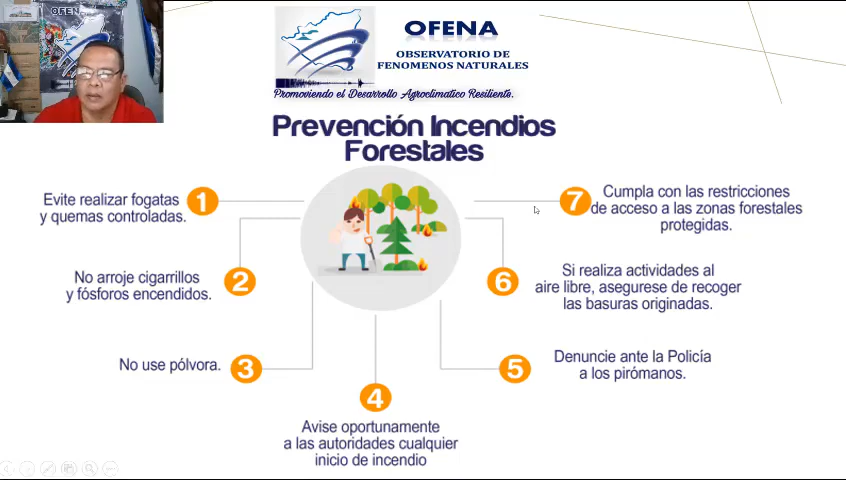 OFENA
OFENA
OBSERVATORIO DE
FENOMENOS NATURALES
Promoviendo el Desarrollo Agroclimatico Resiliente.
Prevención Incendios
Forestales
1
Evite realizar fogatas
y quemas controladas.
2
No arroje cigarrillos
y fósforos encendidos.
3
No use pólvora.
4
Avise oportunamente
a las autoridades cualquier
inicio de incendio
5
Denuncie ante la Policía
a los pirómanos.
6
Si realiza actividades al
aire libre, asegurese de recoger
las basuras originadas.
7
Cumpla con las restricciones
de acceso a las zonas forestales
protegidas.